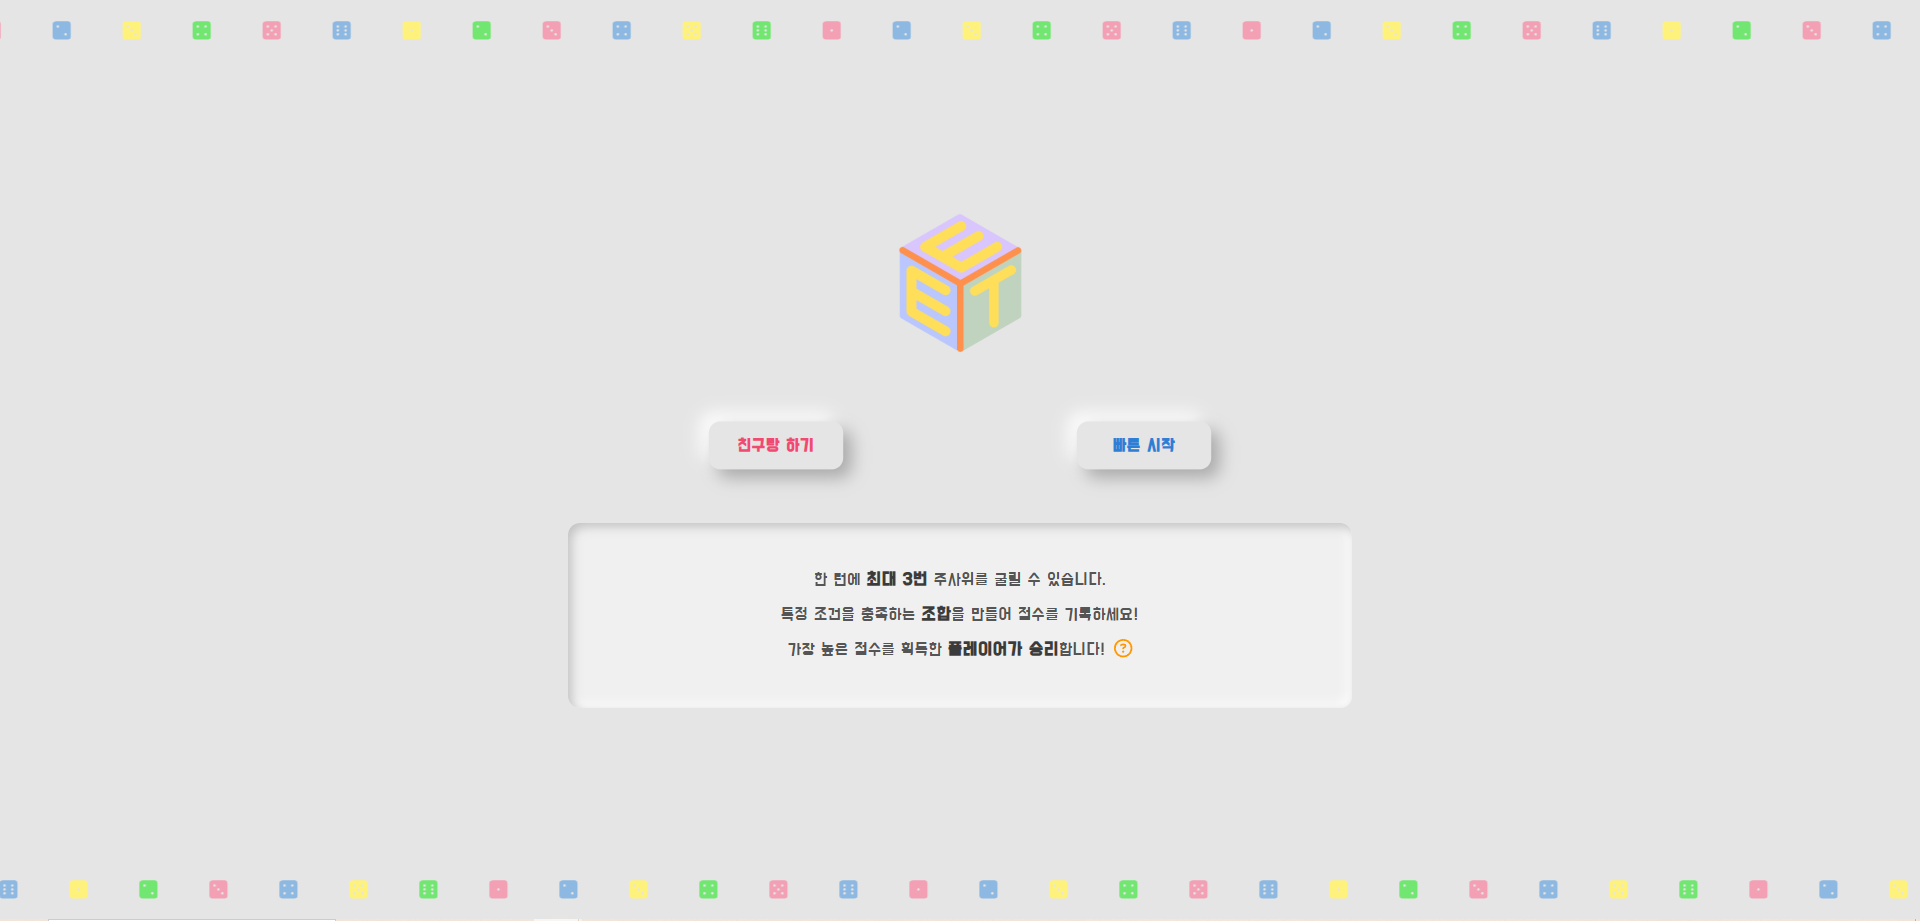 E
E T
친구랑 하기
빠른 시작
한 턴에 최대 3번 주사위를 굴릴 수 있습니다.
특정 조건을 충족하는 조합을 만들어 점수를 기록하세요!
가장 높은 점수를 획득한 플레이어가 승리합니다! ?